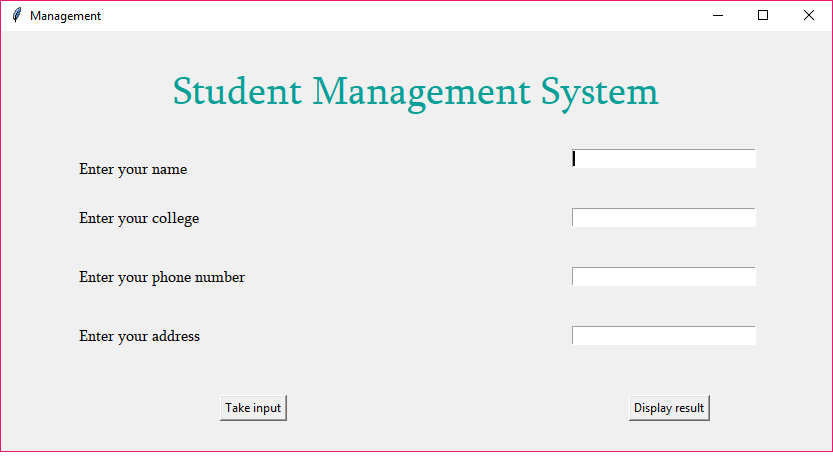 Management
Student Management System
Enter your name
Enter your college
Enter your phone number
Enter your address
Take input
Display result